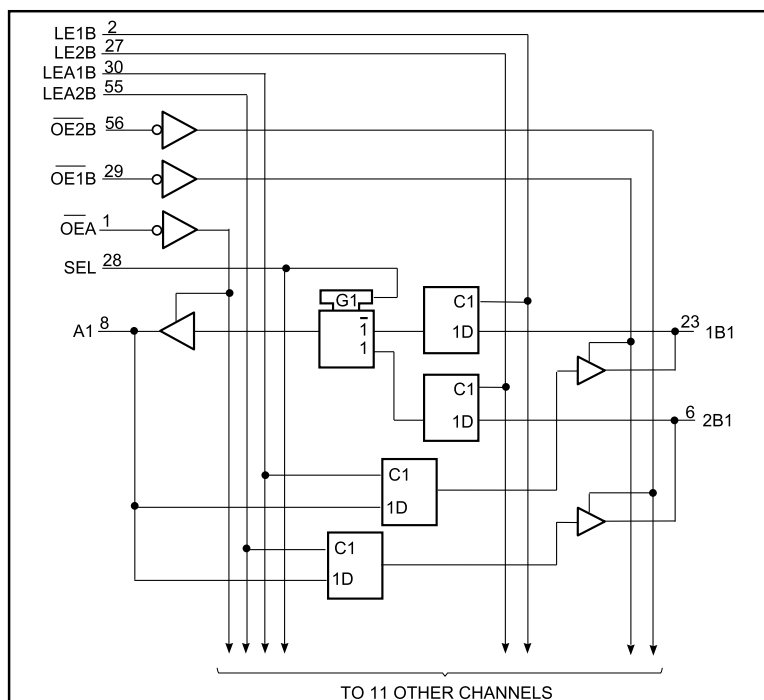 LE1B 2
LE2B 27
LEA1B 30
LEA2B 55
OE2B 56
OE1B 29
OEA 1
SEL 28
G1
C1
1
1D
A1 8
1
23 1B1
C1
1D
6 2B1
C1
1D
C1
1D
TO 11 OTHER CHANNELS